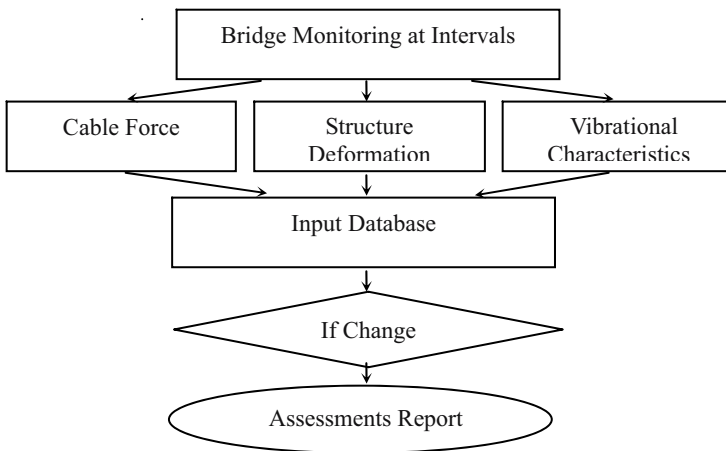 Bridge Monitoring at Intervals
Cable Force
Structure
Deformation
Vibrational
Characteristics
Input Database
If Change
Assessments Report